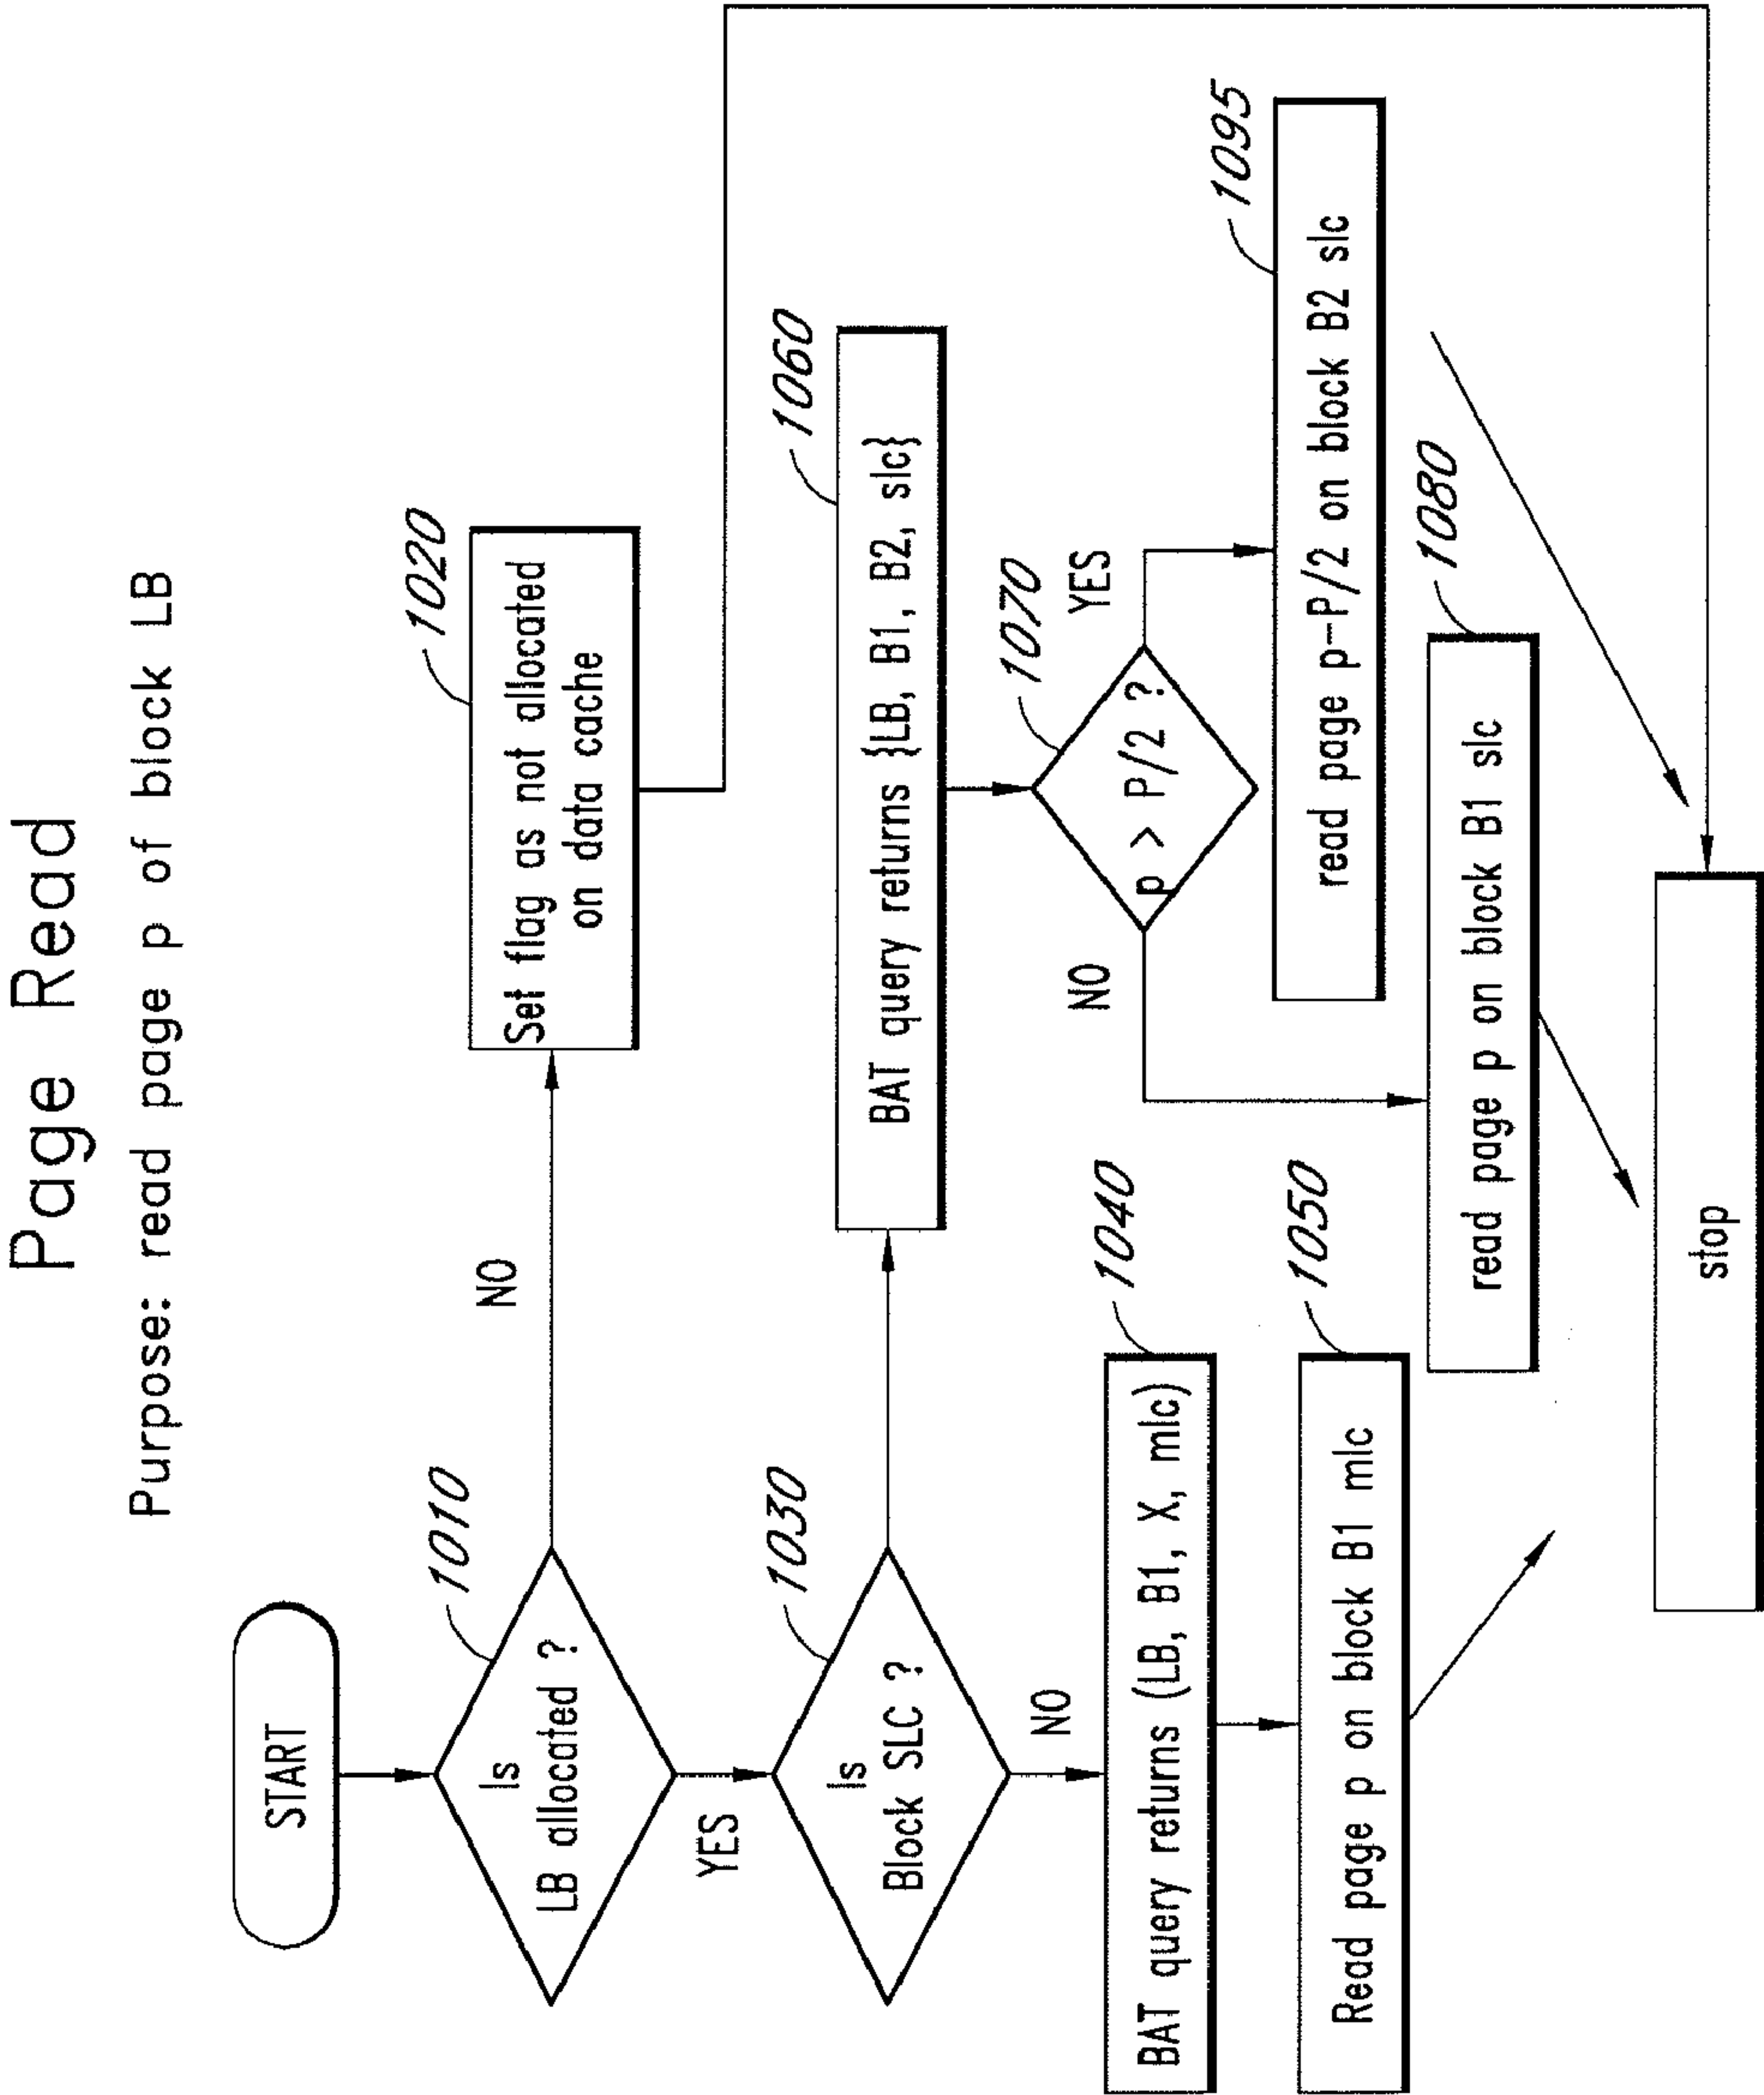 Page Read
Purpose: read page p of block LB
START
1010
Is
LB allocated ?
NO
1020
Set flag as not allocated
on data cache
YES
1030
Is
Block SLC ?
1060
BAT query returns {LB, B1, B2, slc}
NO
1040
BAT query returns (LB, B1, X, mlc)
1070
p > P/2 ?
NO
YES
1050
Read page p on block B1 mlc
1095
read page p-P/2 on block B2 slc
1080
read page p on block B1 slc
stop